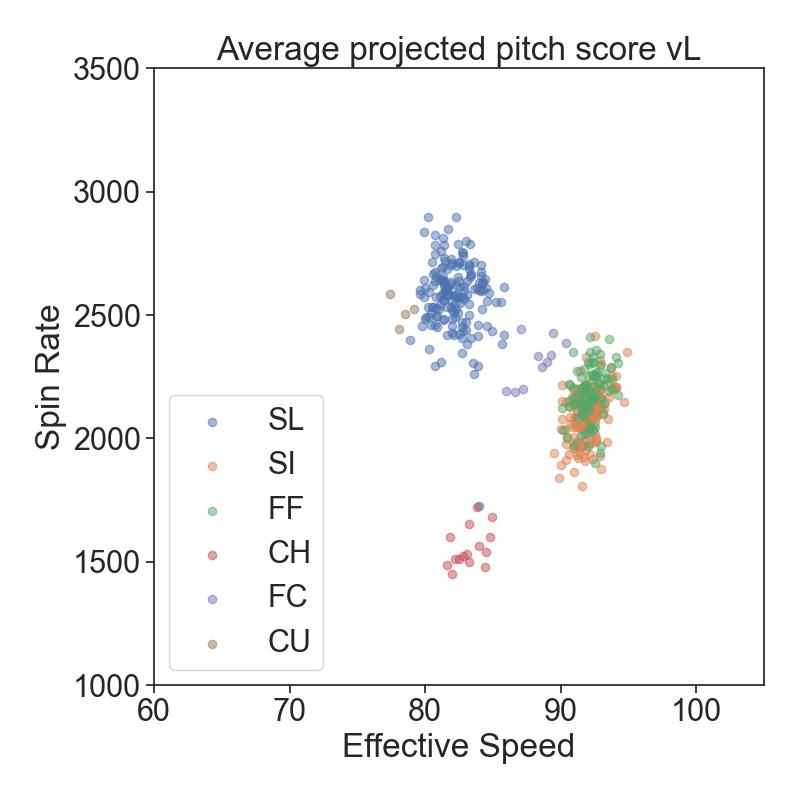 Average projected pitch score vL
3500
3000
2500
2000
1500
1000
Spin Rate
SL
SI
FF
CH
FC
CU
60 70 80 90 100
Effective Speed